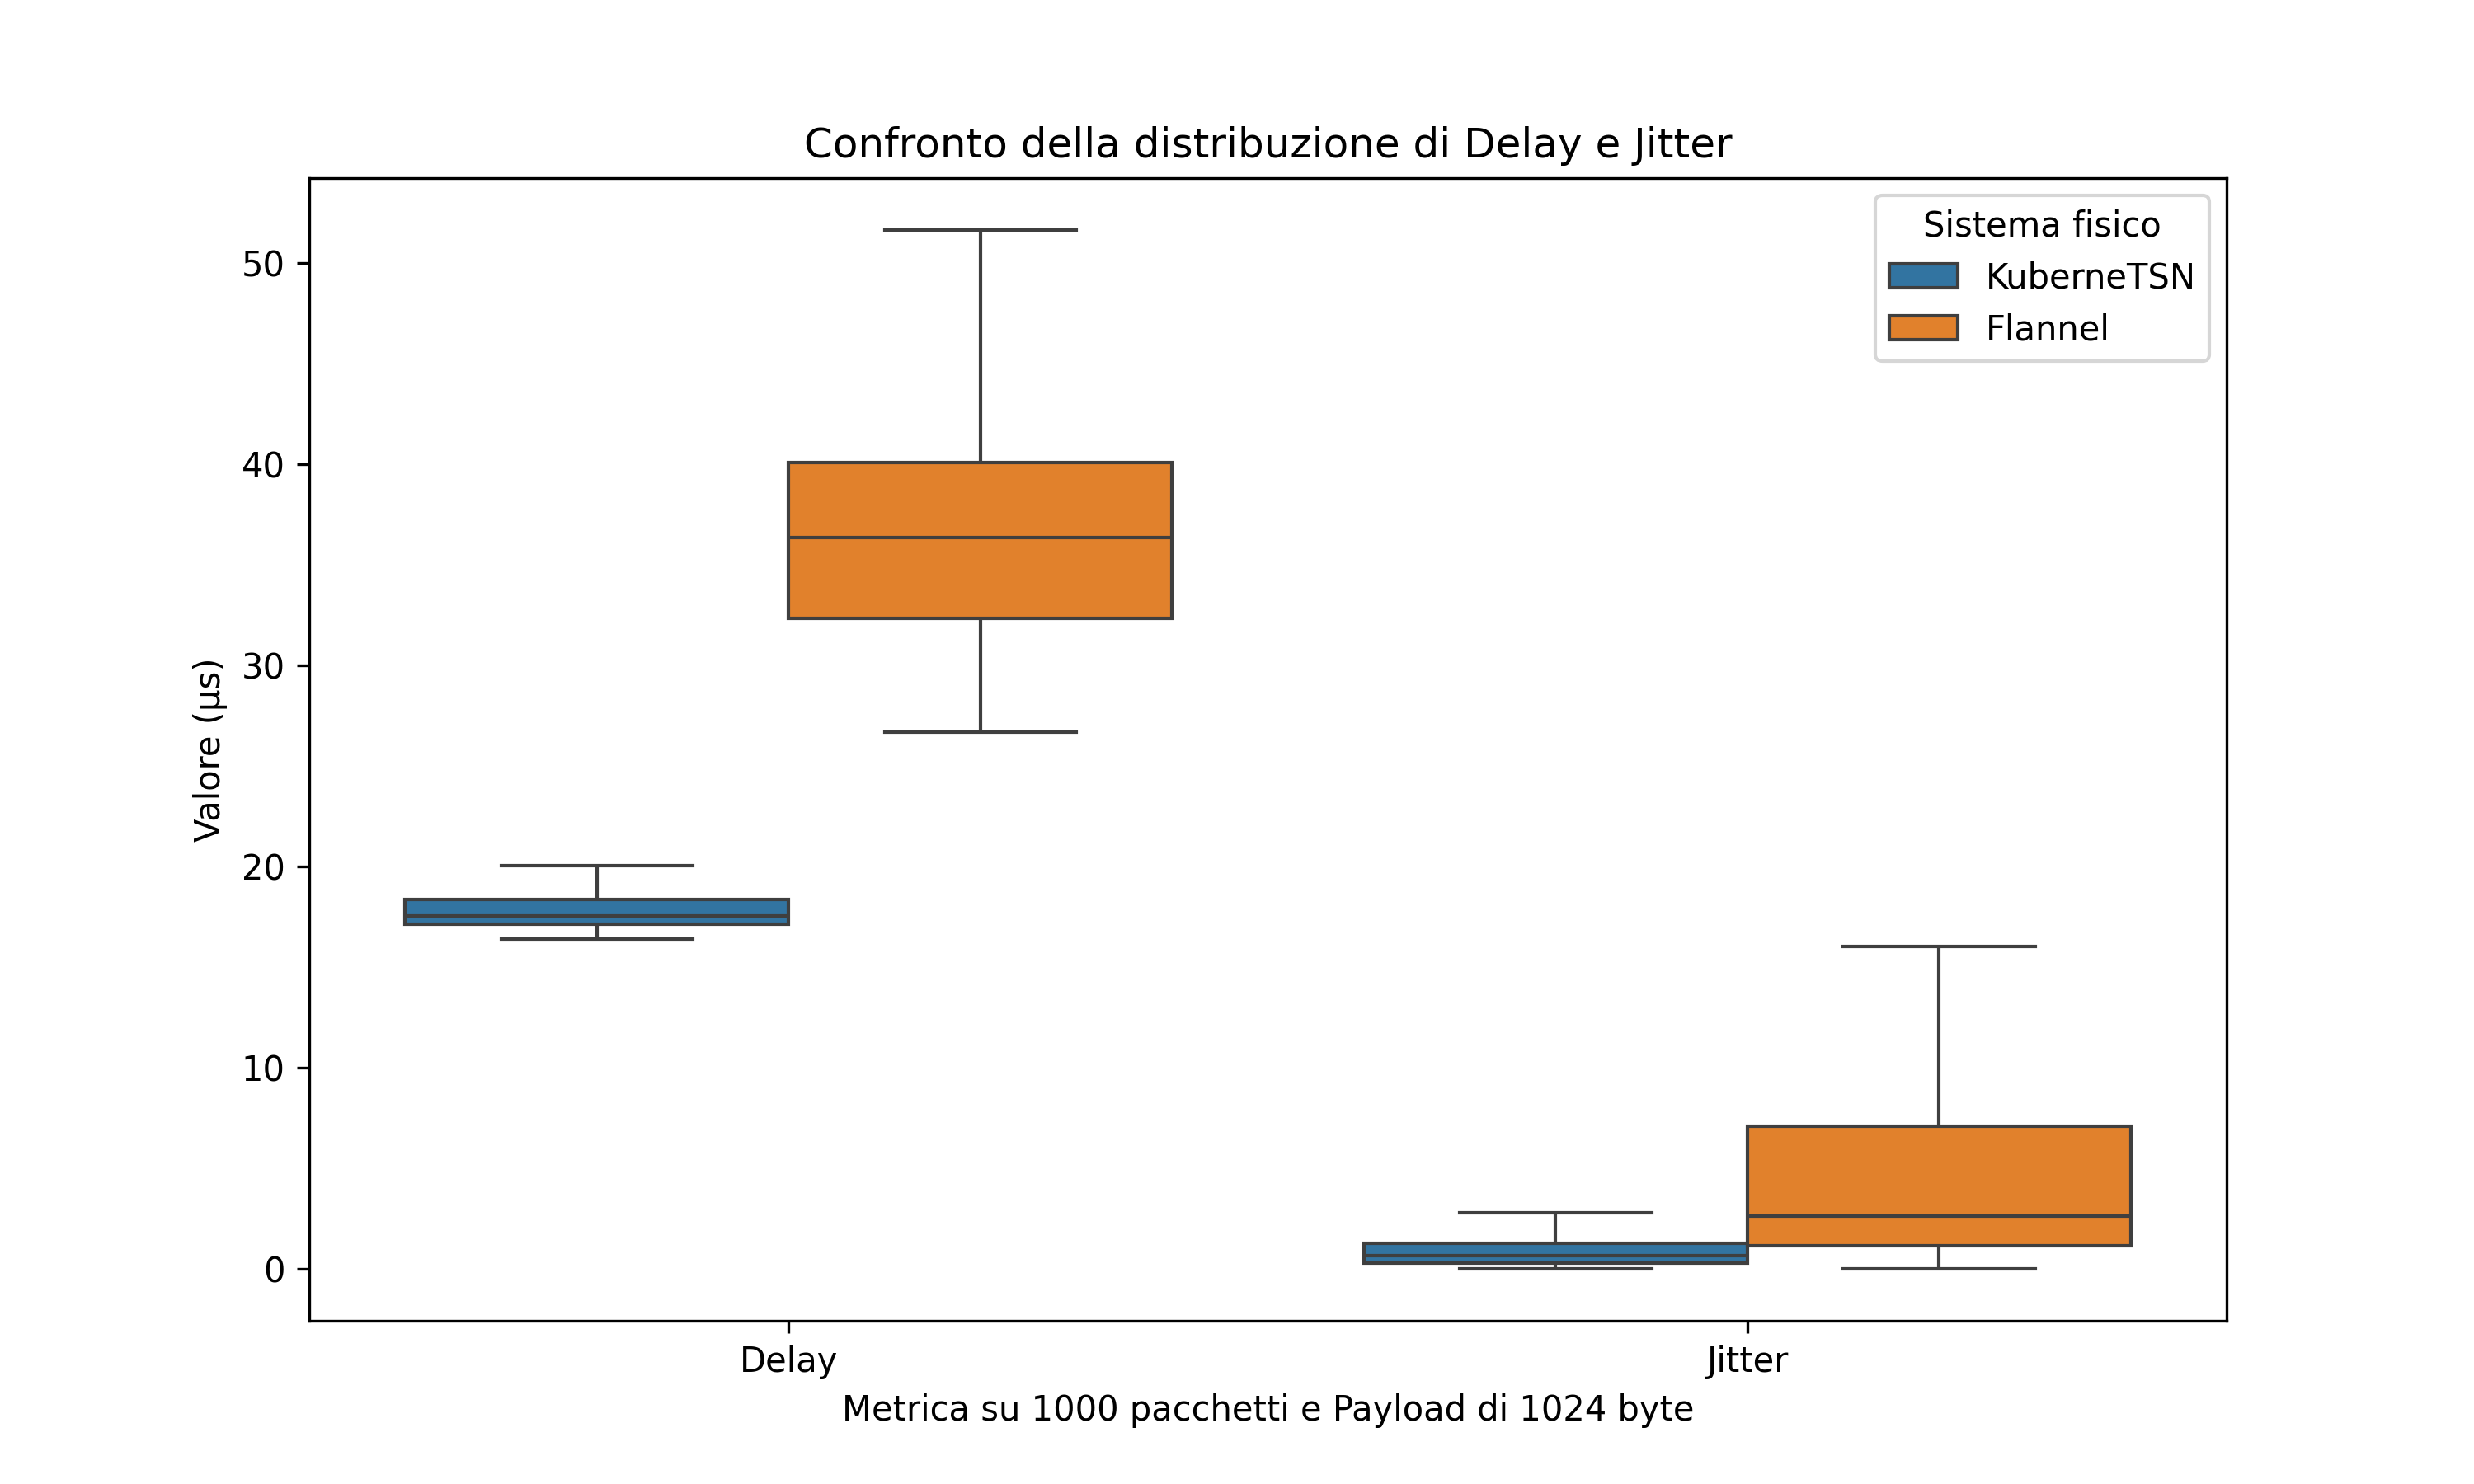 Confronto della distribuzione di Delay e Jitter
Sistema fisico
KuberneTSN
Flannel
Valore (µs)
50
40
30
20
10
0
Delay
Jitter
Metrica su 1000 pacchetti e Payload di 1024 byte